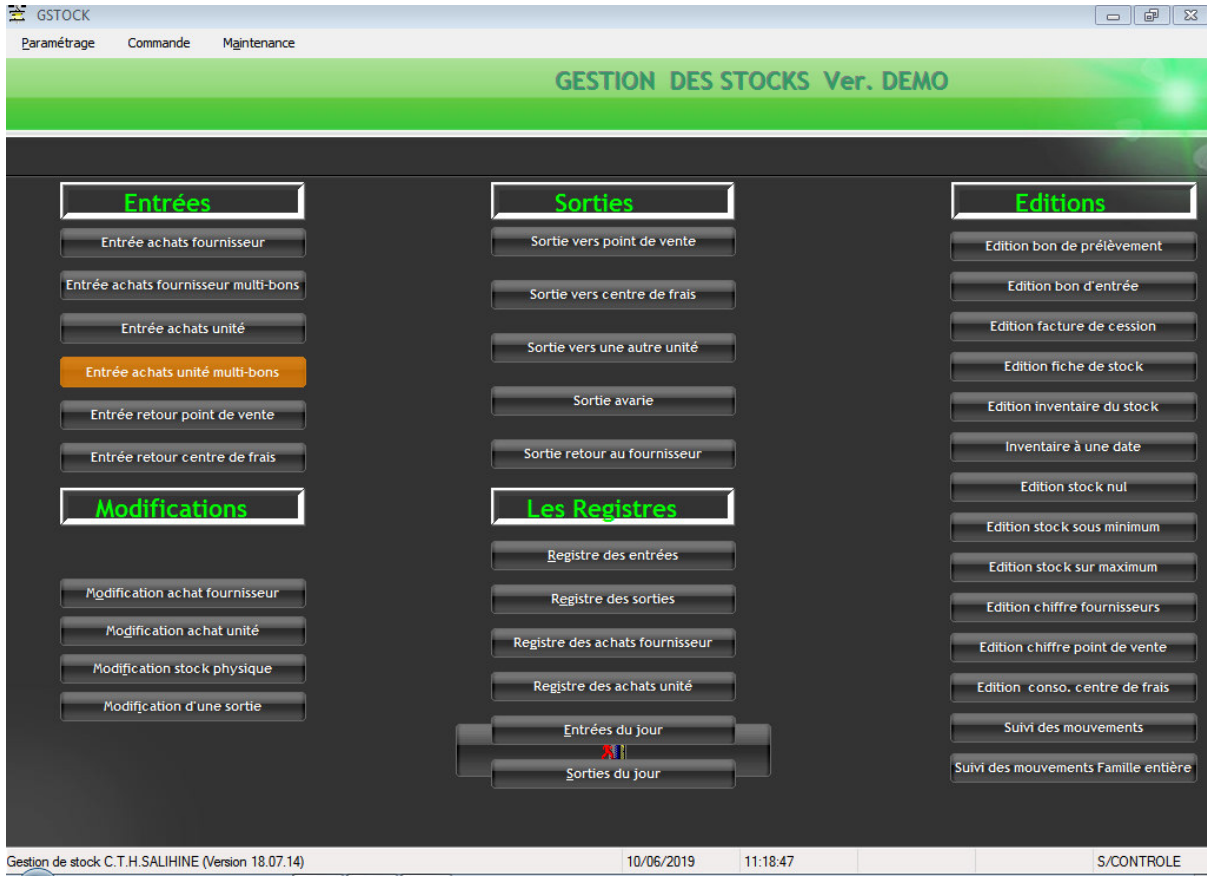 GSTOCK
Paramétrage Commande Maintenance
GESTION DES STOCKS Ver. DEMO
Entrées
Entrée achats fournisseur
Entrée achats fournisseur multi-bons
Entrée achats unité
Entrée achats unité multi-bons
Entrée retour point de vente
Entrée retour centre de frais
Modifications
Modification achat fournisseur
Modification achat unité
Modification stock physique
Modification d'une sortie
Sorties
Sortie vers point de vente
Sortie vers centre de frais
Sortie vers une autre unité
Sortie avarie
Sortie retour au fournisseur
Les Registres
Registre des entrées
Registre des sorties
Registre des achats fournisseur
Registre des achats unité
Entrées du jour
Sorties du jour
Editions
Edition bon de prélèvement
Edition bon d'entrée
Edition facture de cession
Edition fiche de stock
Edition inventaire du stock
Inventaire à une date
Edition stock nul
Edition stock sous minimum
Edition stock sur maximum
Edition chiffre fournisseurs
Edition chiffre point de vente
Edition conso. centre de frais
Suivi des mouvements
Suivi des mouvements Famille entière
Gestion de stock C.T.H.SALIHINE (Version 18.07.14) 10/06/2019 11:18:47 S/CONTROLE